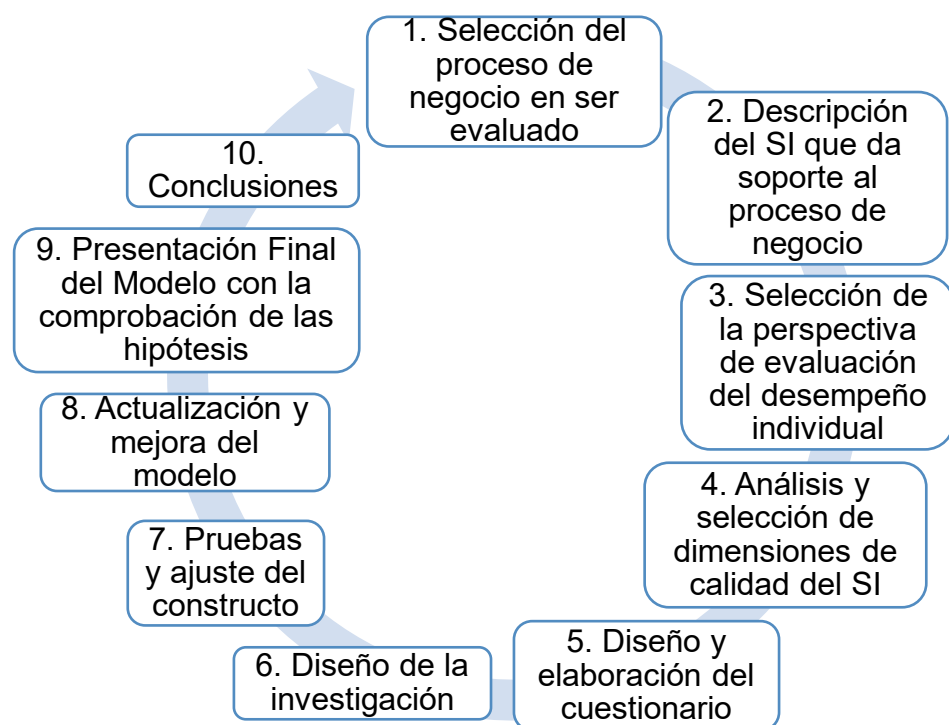 1. Selección del
proceso de
negocio en ser
evaluado
2. Descripción
del SI que da
soporte al
proceso de
negocio
3. Selección de
la perspectiva
de evaluación
del desempeño
individual
4. Análisis y
selección de
dimensiones de
calidad del SI
5. Diseño y
elaboración del
cuestionario
6. Diseño de la
investigación
7. Pruebas
y ajuste del
constructo
8. Actualización y
mejora del
modelo
9. Presentación Final
del Modelo con la
comprobación de las
hipótesis
10.
Conclusiones